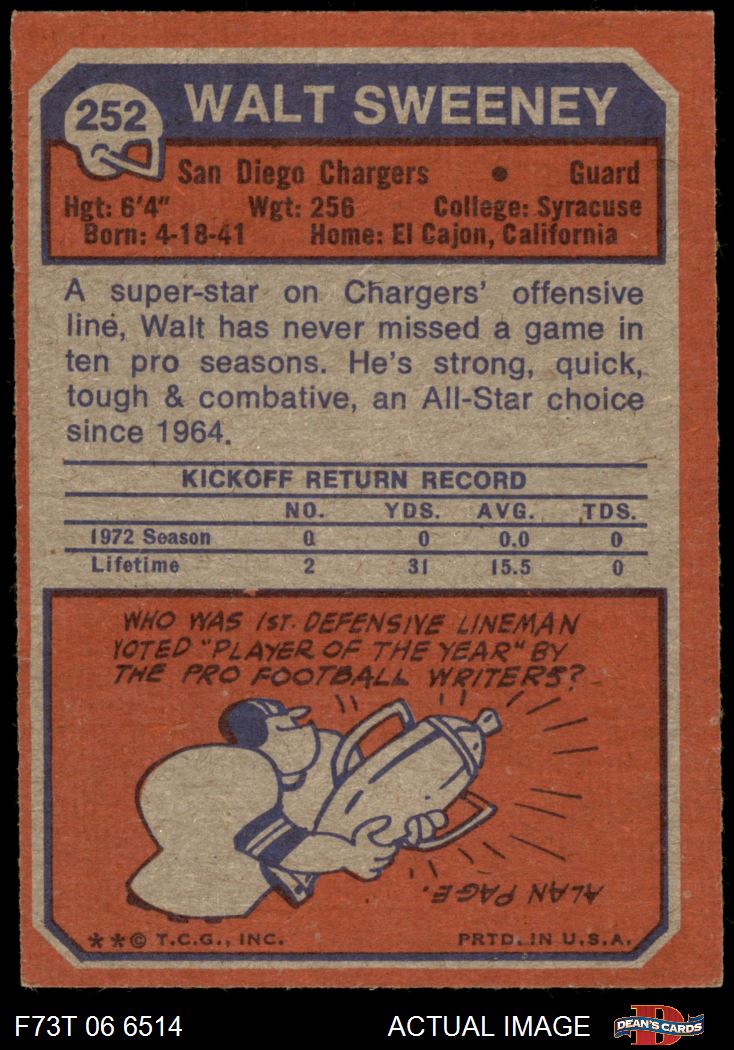 252 WALT SWEENEY
San Diego Chargers • Guard
Hgt: 6'4" Wgt: 256 College: Syracuse
Born: 4-18-41 Home: El Cajon, California
A super-star on Chargers' offensive
line, Walt has never missed a game in
ten pro seasons. He's strong, quick,
tough & combative, an All-Star choice
since 1964.
KICKOFF RETURN RECORD
NO. YDS. AVG. TDS.
1972 Season 0 0 0.0 0
Lifetime 2 31 15.5 0
WHO WAS 1ST. DEFENSIVE LINEMAN
VOTED "PLAYER OF THE YEAR" BY
THE PRO FOOTBALL WRITERS?
ALAN PAGE.
**© T.C.G., INC. PRTD. IN U.S.A.
F73T 06 6514 ACTUAL IMAGE DEAN'S CARDS